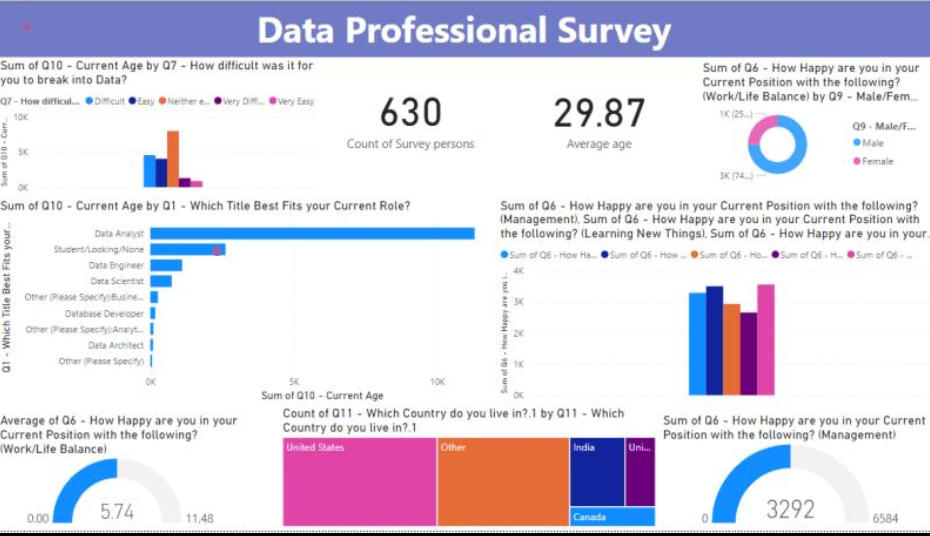 Data Professional Survey
Sum of Q10 - Current Age by Q7 - How difficult was it for
you to break into Data?
Q7 - How difficul... Difficult Easy Neither e... Very Diffi... Very Easy
Sum of Q10 - Curr...
10K
5K
0K
630
Count of Survey persons
29.87
Average age
Sum of Q6 - How Happy are you in your
Current Position with the following?
(Work/Life Balance) by Q9 - Male/Fem...
1K (25...)
3K (74...)
Q9 - Male/F...
Male
Female
Sum of Q10 - Current Age by Q1 - Which Title Best Fits your Current Role?
Q1 - Which Title Best Fits your...
Data Analyst
Student/Looking/None
Data Engineer
Data Scientist
Other (Please Specify):Busine...
Database Developer
Other (Please Specify):Analyt...
Data Architect
Other (Please Specify)
0K
5K
10K
Sum of Q10 - Current Age
Sum of Q6 - How Happy are you in your Current Position with the following?
(Management), Sum of Q6 - How Happy are you in your Current Position with
the following? (Learning New Things), Sum of Q6 - How Happy are you in your...
Sum of Q6 - How Ha... Sum of Q6 - How ... Sum of Q6 - Ho... Sum of Q6 - H... Sum of Q6 - ...
Sum of Q6 - How Happy are you i...
4K
3K
2K
1K
0K
Average of Q6 - How Happy are you in your
Current Position with the following?
(Work/Life Balance)
5.74
0.00
11.48
Count of Q11 - Which Country do you live in?.1 by Q11 - Which
Country do you live in?.1
United States
Other
India
Uni...
Canada
Sum of Q6 - How Happy are you in your Current
Position with the following? (Management)
3292
0
6584